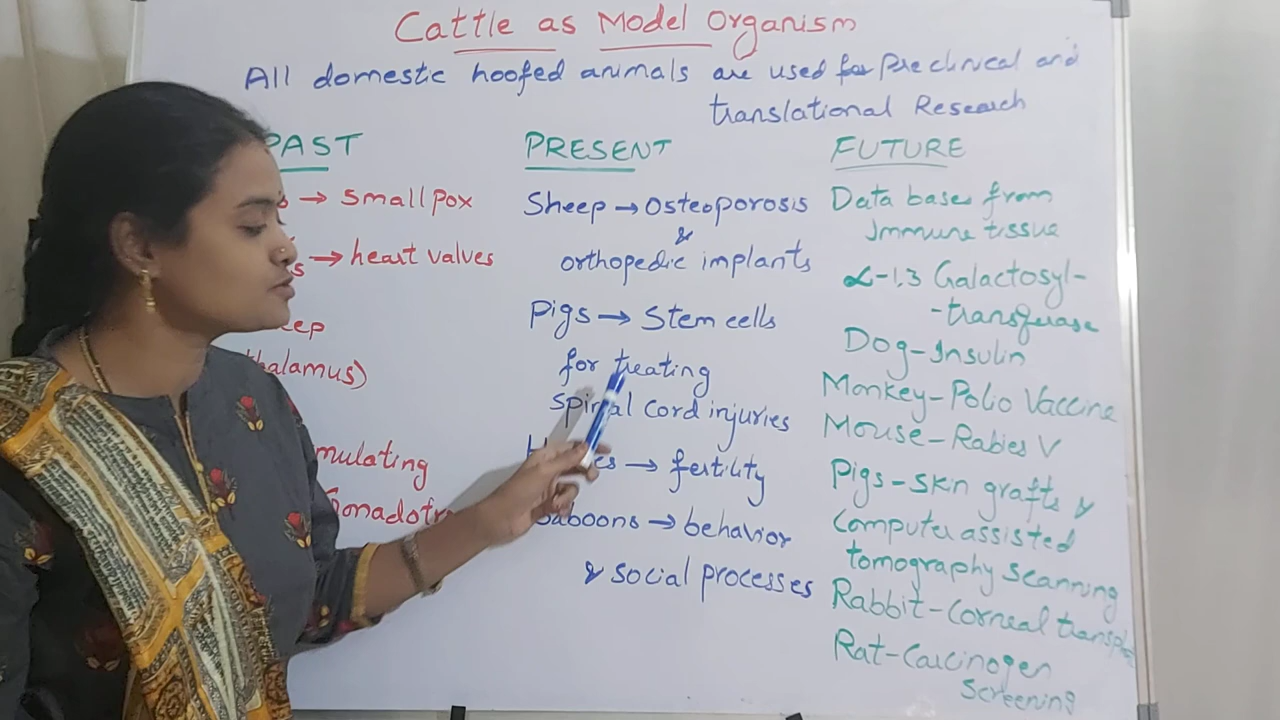 Cattle as Model Organism
All domestic hoofed animals are used for Preclinical and
translational Research
PAST
→ Small pox
→ heart valves
mulating
PRESENT
Sheep → Osteoporosis
&
orthopedic implants
Pigs → Stem cells
for treating
spinal cord injuries
→ fertility
baboons → behavior
& social processes
FUTURE
Data bases from
Immune tissue
α-1,3 Galactosyl-
-transferase
Dog-Insulin
Monkey-Polio Vaccine
Mouse-Rabies V
Pigs-skin grafts &
Computer assisted
tomography scanning
Rabbit-Corneal
Rat-Carcinogen
screening